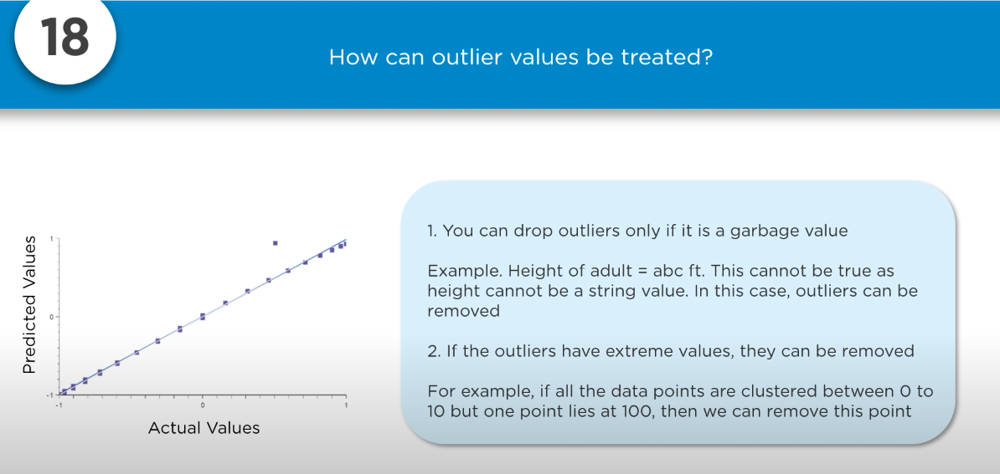 18
How can outlier values be treated?
Predicted Values
1
0
-1
-1
0
1
Actual Values
1. You can drop outliers only if it is a garbage value
Example. Height of adult = abc ft. This cannot be true as
height cannot be a string value. In this case, outliers can be
removed
2. If the outliers have extreme values, they can be removed
For example, if all the data points are clustered between 0 to
10 but one point lies at 100, then we can remove this point